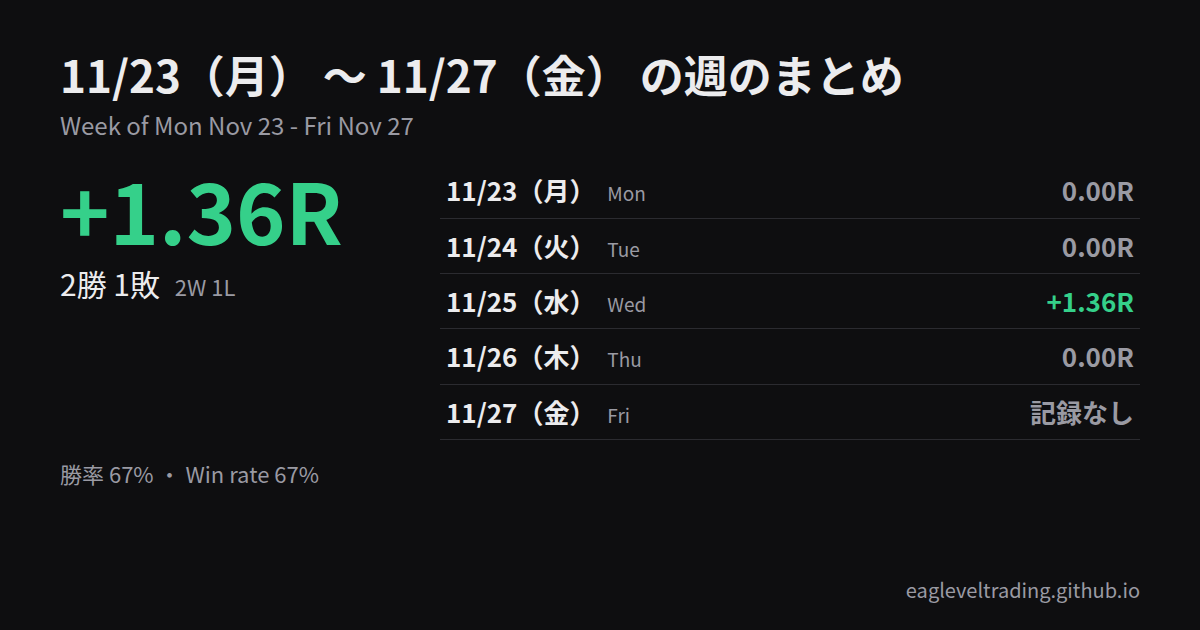 11/23（月） ～ 11/27（金） の週のまとめ
Week of Mon Nov 23 - Fri Nov 27
+1.36R
2勝 1敗 2W 1L
11/23（月） Mon 0.00R
11/24（火） Tue 0.00R
11/25（水） Wed +1.36R
11/26（木） Thu 0.00R
11/27（金） Fri 記録なし
勝率 67% ・ Win rate 67%
eagleveltrading.github.io